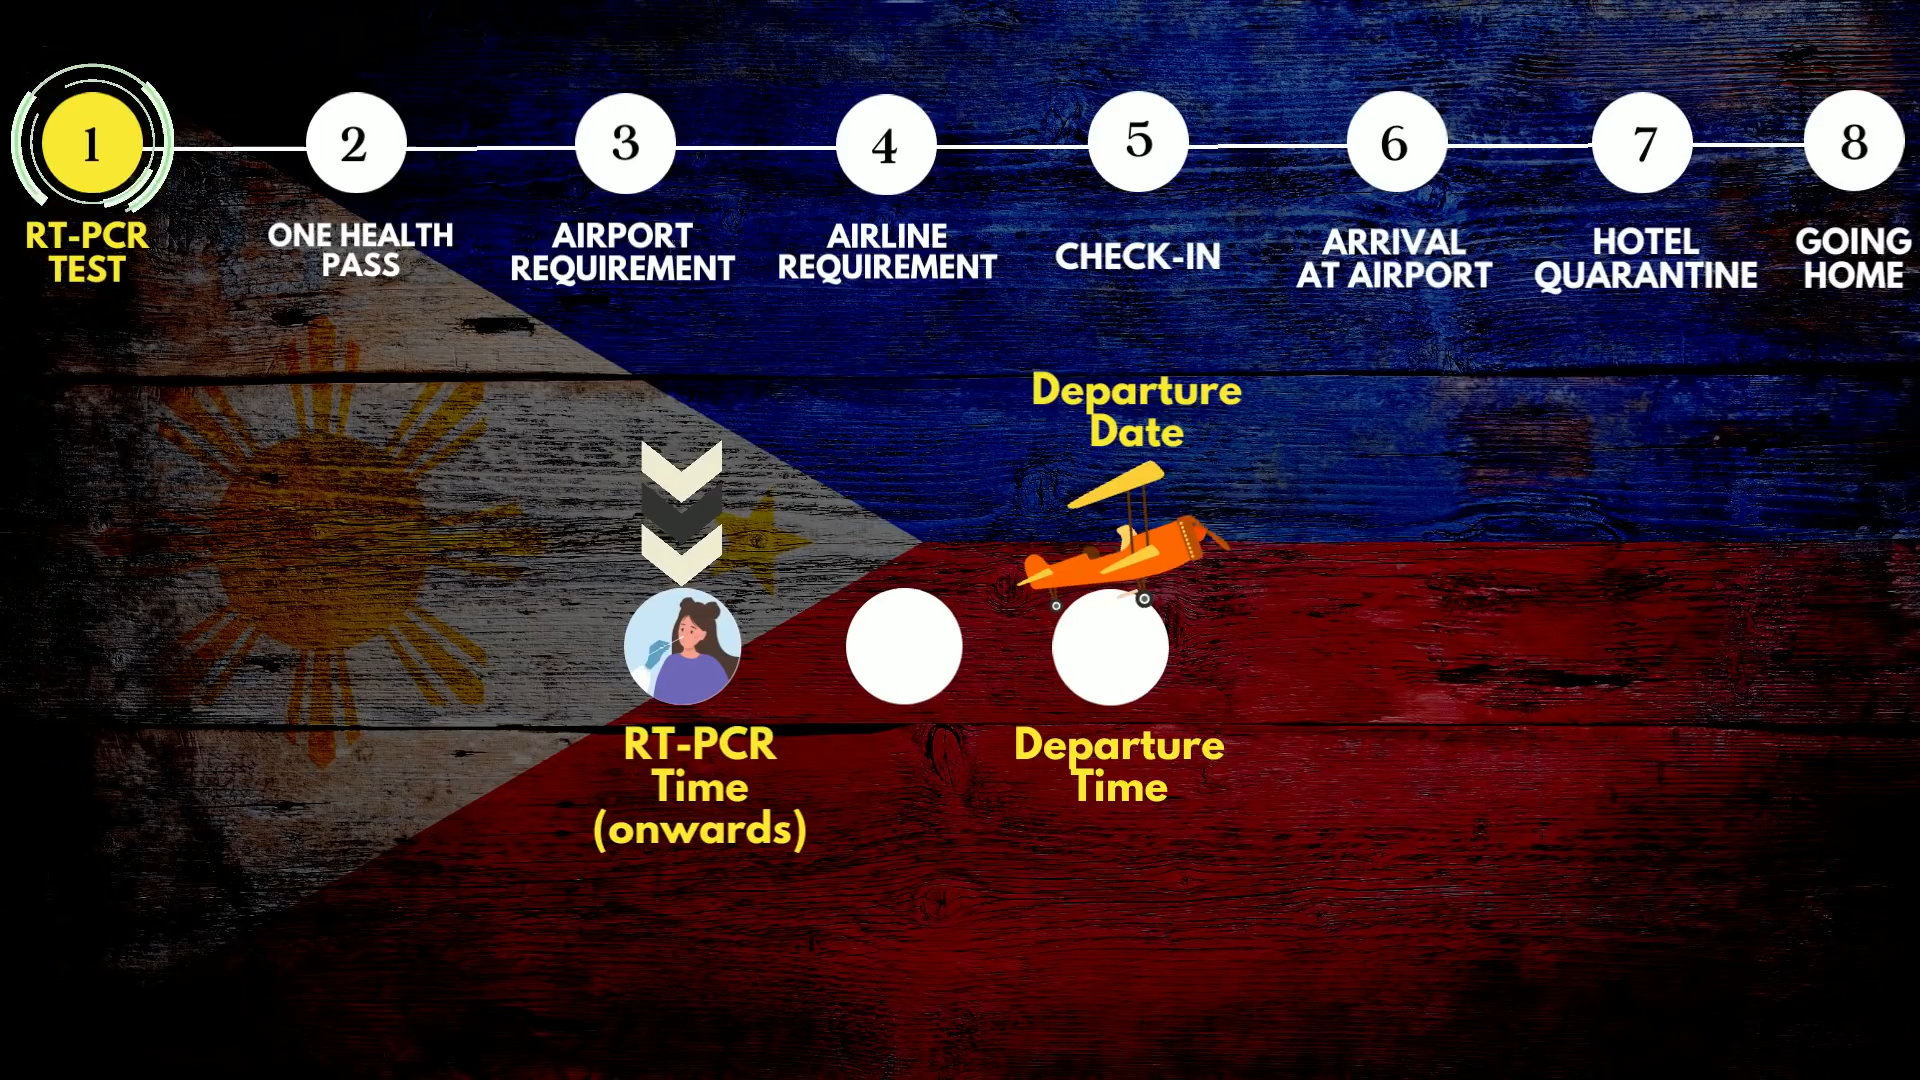 1
2
3
4
5
6
7
8
RT-PCR
TEST
ONE HEALTH
PASS
AIRPORT
REQUIREMENT
AIRLINE
REQUIREMENT
CHECK-IN
ARRIVAL
AT AIRPORT
HOTEL
QUARANTINE
GOING
HOME
Departure
Date
RT-PCR
Time
(onwards)
Departure
Time